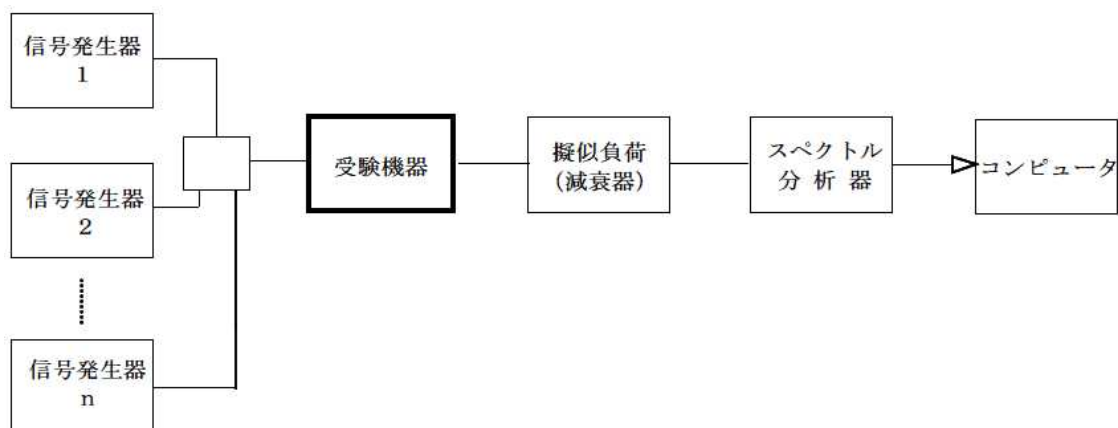 信号発生器
1
信号発生器
2
信号発生器
n
受験機器
擬似負荷
(減衰器)
スペクトル
分析器
コンピュータ